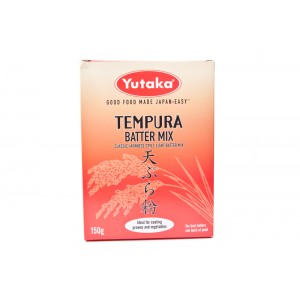 Yutaka®
GOOD FOOD MADE JAPAN-EASY™
TEMPURA
BATTER MIX
CLASSIC JAPANESE STYLE LIGHT BATTER MIX
天ぷら粉
Ideal for coating
prawns and vegetables
150g